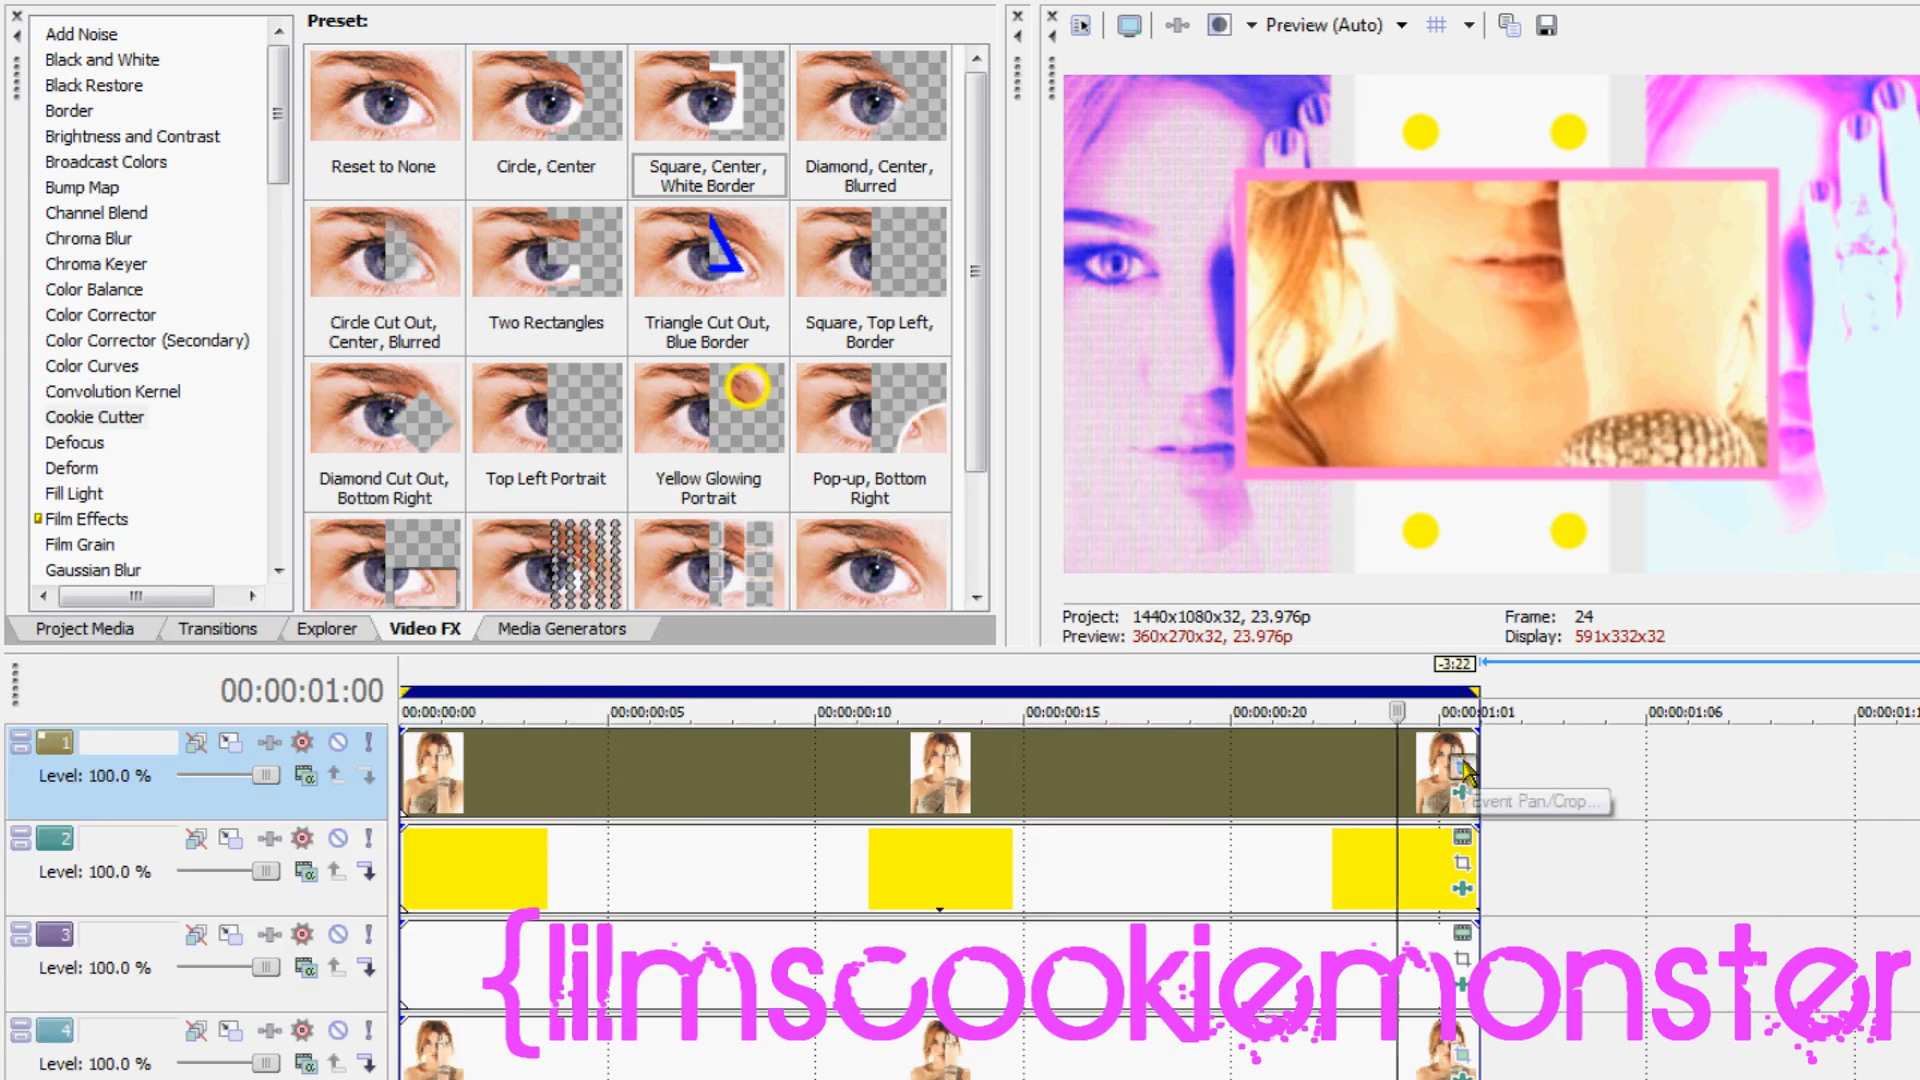 Preset:
Preview (Auto)
Add Noise
Black and White
Black Restore
Border
Brightness and Contrast
Broadcast Colors
Bump Map
Channel Blend
Chroma Blur
Chroma Keyer
Color Balance
Color Corrector
Color Corrector (Secondary)
Color Curves
Convolution Kernel
Cookie Cutter
Defocus
Deform
Fill Light
Film Effects
Film Grain
Gaussian Blur
Reset to None
Circle, Center
Square, Center,
White Border
Diamond, Center,
Blurred
Circle Cut Out,
Center, Blurred
Two Rectangles
Triangle Cut Out,
Blue Border
Square, Top Left,
Border
Diamond Cut Out,
Bottom Right
Top Left Portrait
Yellow Glowing
Portrait
Pop-up, Bottom
Right
Project: 1440x1080x32, 23.976p
Frame: 24
Preview: 360x270x32, 23.976p
Display: 591x332x32
Project Media
Transitions
Explorer
Video FX
Media Generators
-3:22
00:00:01:00
00:00:00:00
00:00:00:05
00:00:00:10
00:00:00:15
00:00:00:20
00:00:01:01
00:00:01:06
00:00:01:1
1
Level: 100.0 %
Event Pan/Crop...
2
Level: 100.0 %
3
Level: 100.0 %
4
Level: 100.0 %
{lilmscookiemonster